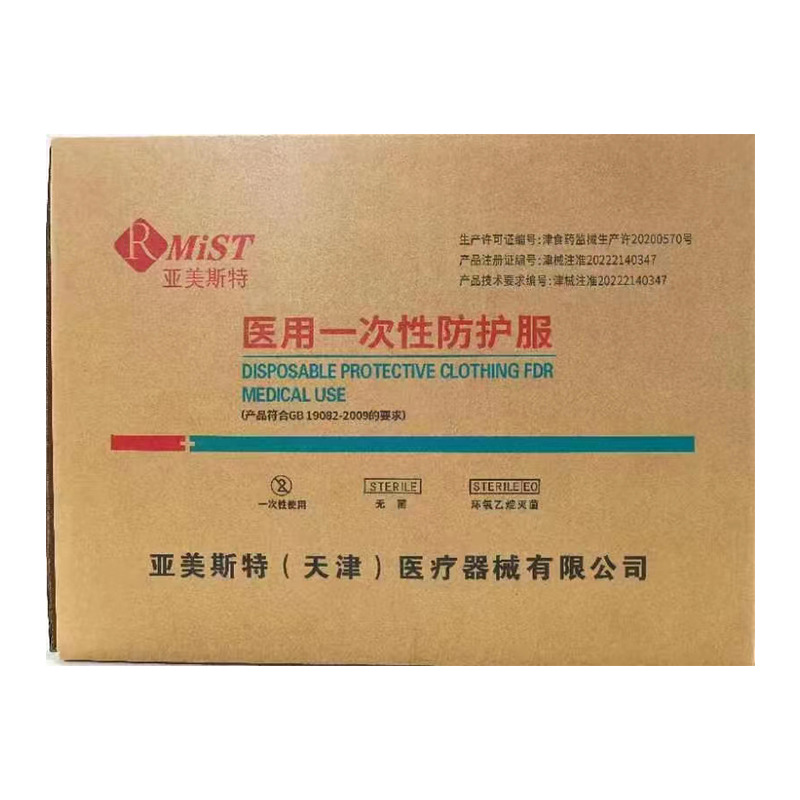 R MiST
亚美斯特
生产许可证编号:津食药监械生产许20200570号
产品注册证编号:津械注准20222140347
产品技术要求编号:津械注准20222140347
医用一次性防护服
DISPOSABLE PROTECTIVE CLOTHING FDR
MEDICAL USE
(产品符合GB 19082-2009的要求)
2
一次性使用
STERILE
无菌
STERILE EO
环氧乙烷灭菌
亚美斯特(天津)医疗器械有限公司